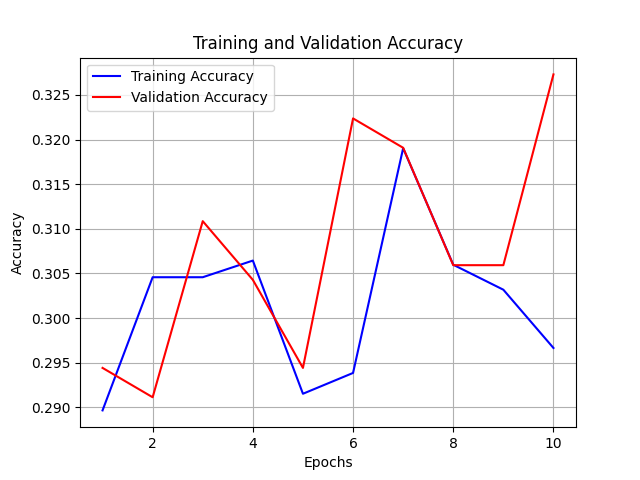 Training and Validation Accuracy
Training Accuracy
Validation Accuracy
0.325
0.320
0.315
0.310
0.305
0.300
0.295
0.290
Accuracy
2 4 6 8 10
Epochs